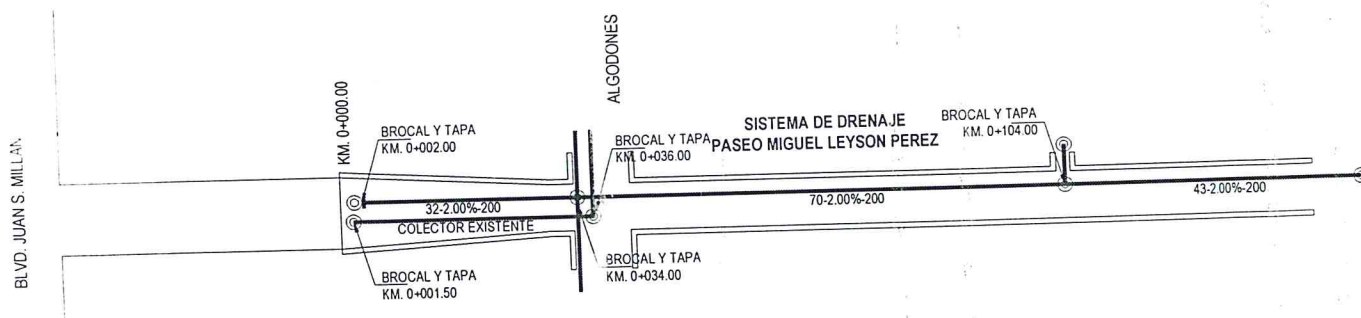 BLVD. JUAN S. MILLAN
KM. 0+000.00
BROCAL Y TAPA
KM. 0+002.00
ALGODONES
BROCAL Y TAPA
KM. 0+036.00
SISTEMA DE DRENAJE
PASEO MIGUEL LEYSON PEREZ
BROCAL Y TAPA
KM. 0+104.00
32-2.00%-200
COLECTOR EXISTENTE
70-2.00%-200
43-2.00%-200
BROCAL Y TAPA
KM. 0+001.50
BROCAL Y TAPA
KM. 0+034.00